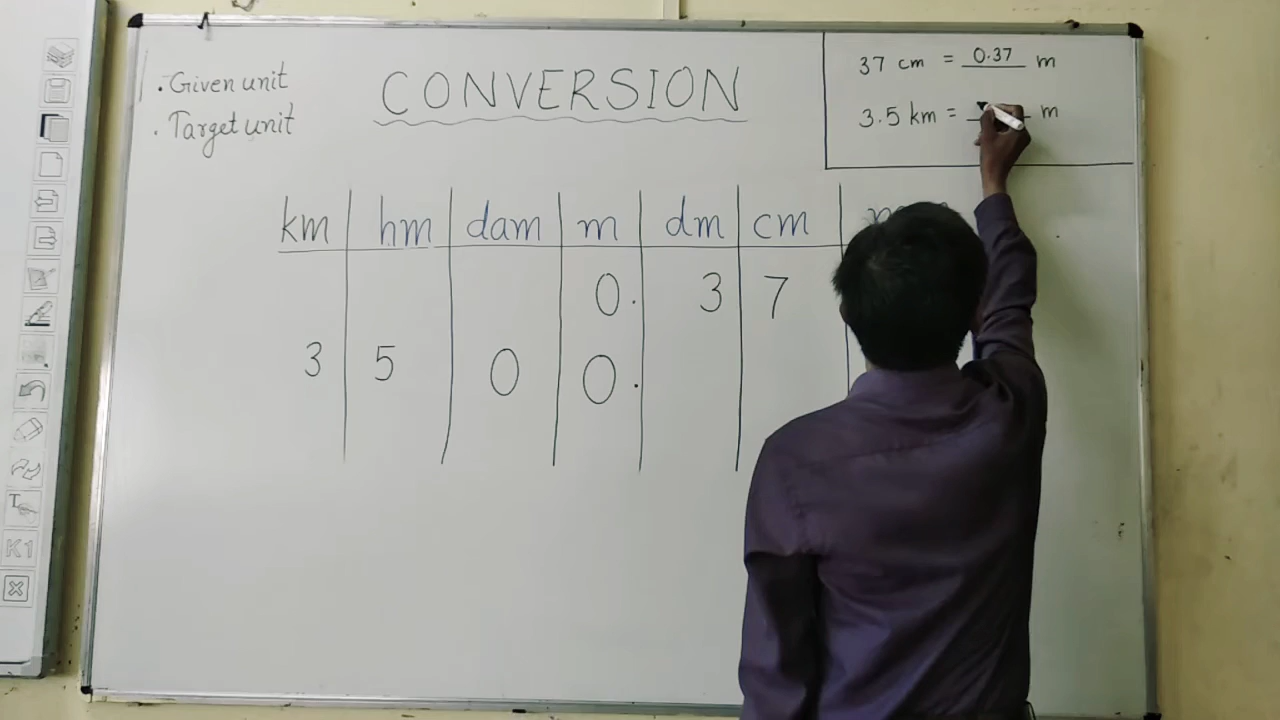 . Given unit
. Target unit
CONVERSION
37 cm = 0.37 m
3.5 km = m
km hm dam m dm cm
0. 3 7
3 5 0 0.
T
K1